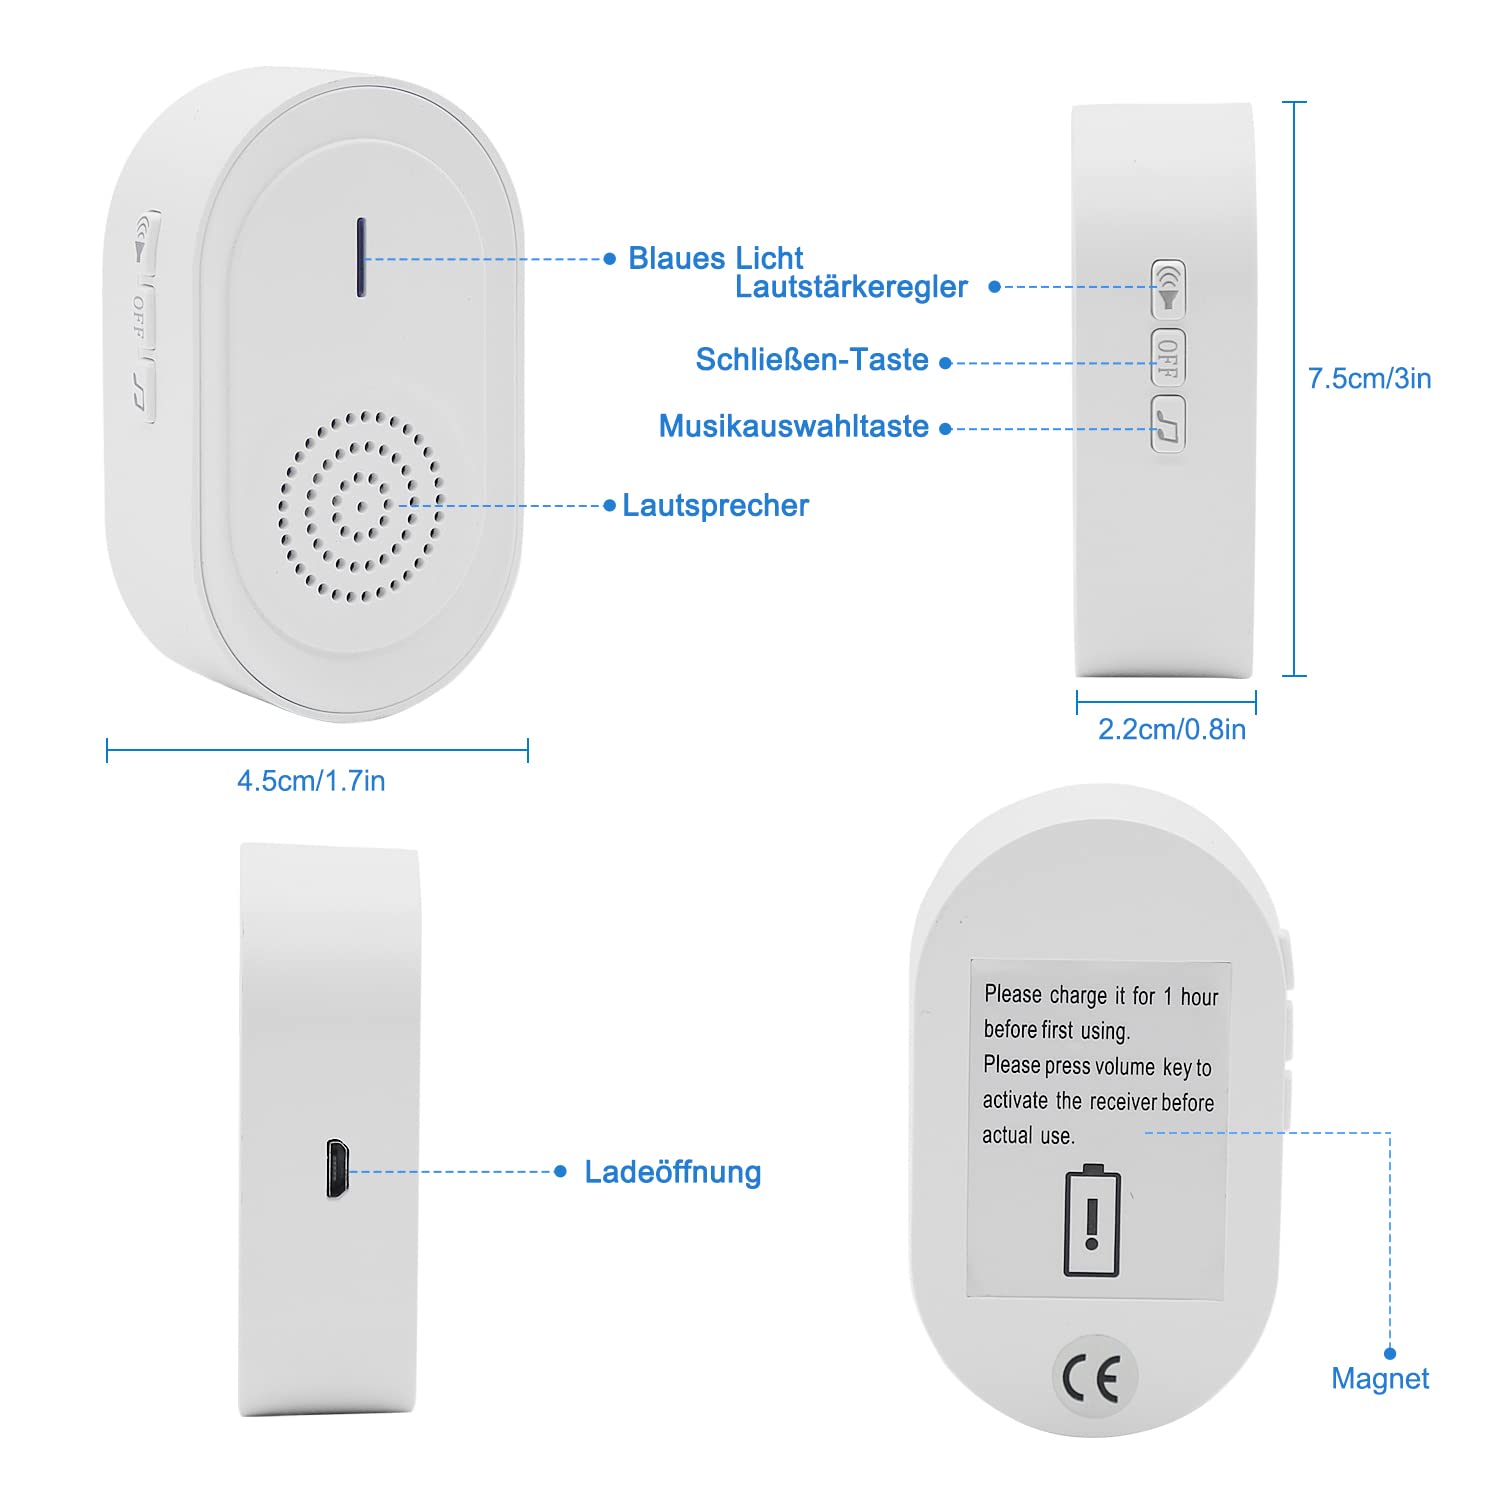 OFF
Blaues Licht
Lautstärkeregler
Schließen-Taste
Musikauswahltaste
Lautsprecher
OFF
7.5cm/3in
2.2cm/0.8in
4.5cm/1.7in
Ladeöffnung
Please charge it for 1 hour
before first using.
Please press volume key to
activate the receiver before
actual use.
CE
Magnet